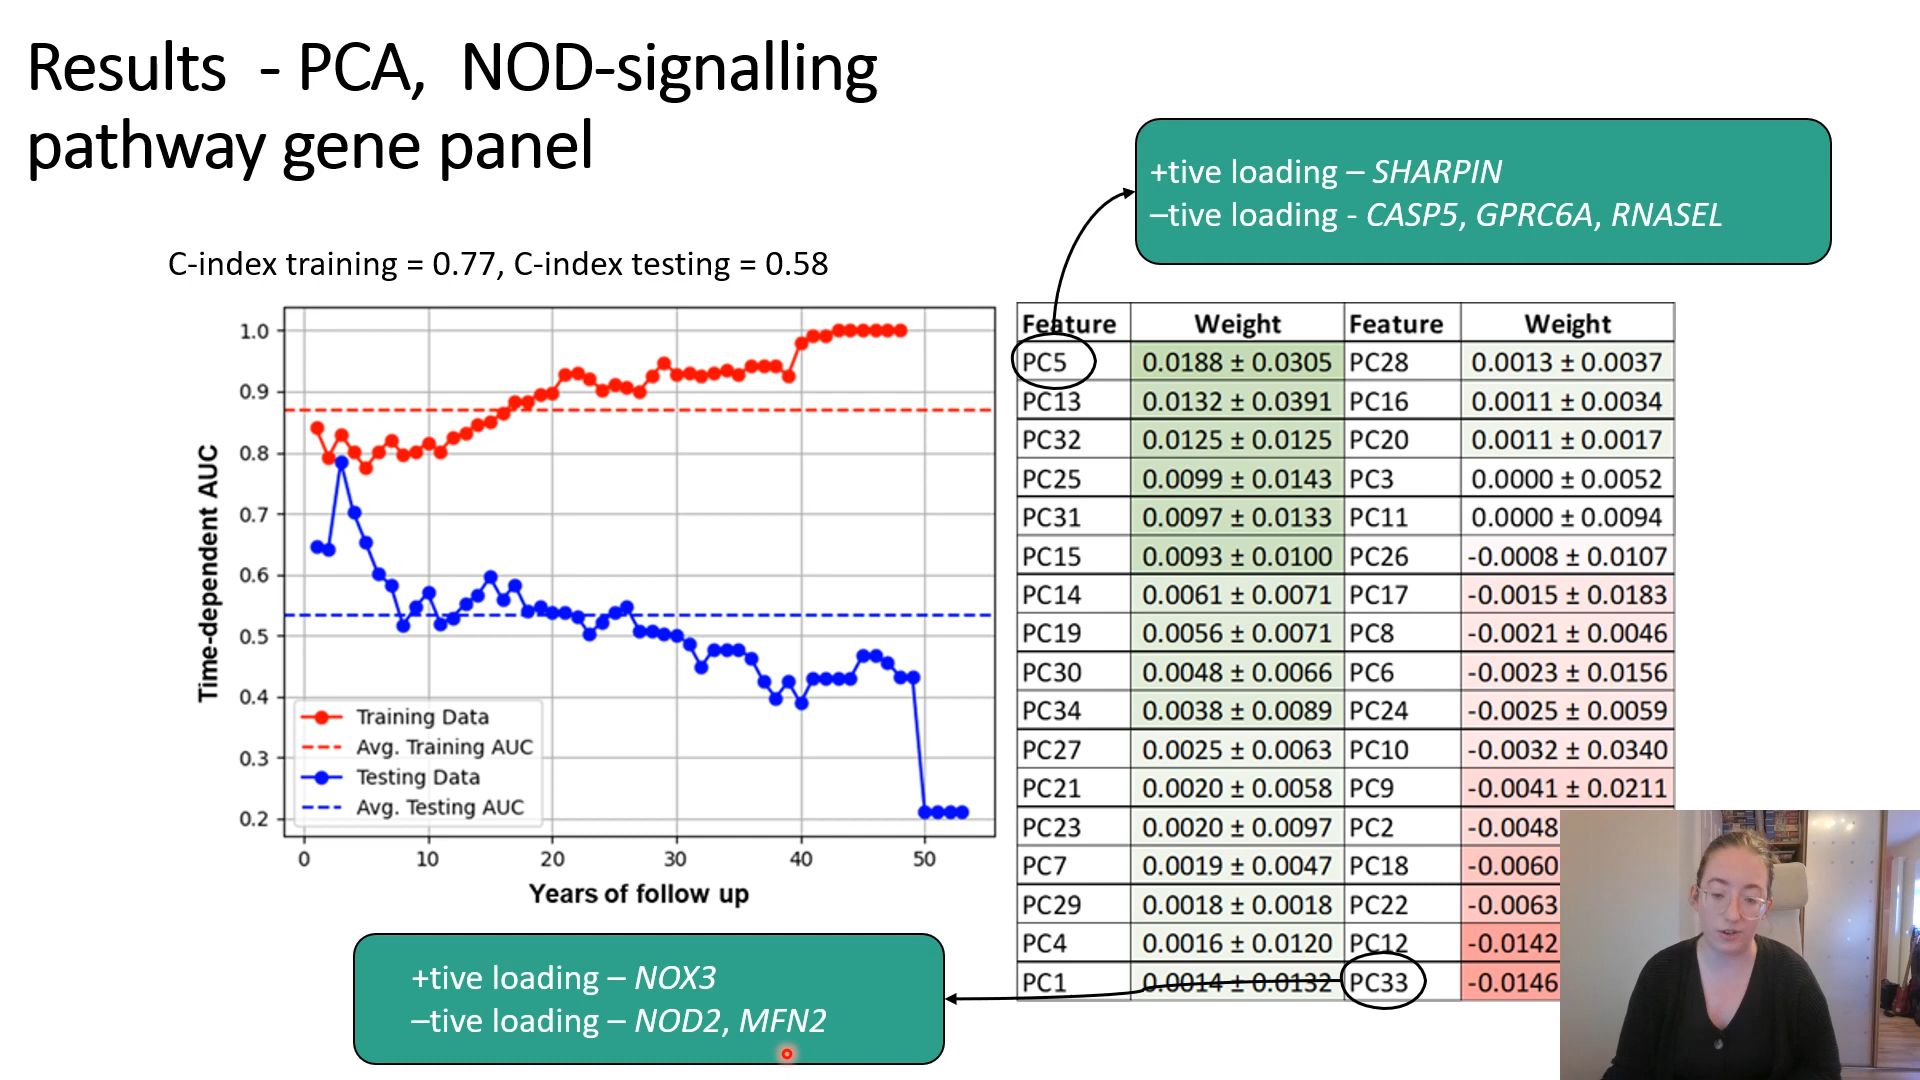 Results - PCA, NOD-signalling
pathway gene panel
+tive loading – SHARPIN
–tive loading - CASP5, GPRC6A, RNASEL
C-index training = 0.77, C-index testing = 0.58
1.0
0.9
0.8
0.7
0.6
0.5
0.4
0.3
0.2
Time-dependent AUC
Training Data
Avg. Training AUC
Testing Data
Avg. Testing AUC
0 10 20 30 40 50
Years of follow up
Feature Weight Feature Weight
PC5 0.0188 ± 0.0305 PC28 0.0013 ± 0.0037
PC13 0.0132 ± 0.0391 PC16 0.0011 ± 0.0034
PC32 0.0125 ± 0.0125 PC20 0.0011 ± 0.0017
PC25 0.0099 ± 0.0143 PC3 0.0000 ± 0.0052
PC31 0.0097 ± 0.0133 PC11 0.0000 ± 0.0094
PC15 0.0093 ± 0.0100 PC26 -0.0008 ± 0.0107
PC14 0.0061 ± 0.0071 PC17 -0.0015 ± 0.0183
PC19 0.0056 ± 0.0071 PC8 -0.0021 ± 0.0046
PC30 0.0048 ± 0.0066 PC6 -0.0023 ± 0.0156
PC34 0.0038 ± 0.0089 PC24 -0.0025 ± 0.0059
PC27 0.0025 ± 0.0063 PC10 -0.0032 ± 0.0340
PC21 0.0020 ± 0.0058 PC9 -0.0041 ± 0.0211
PC23 0.0020 ± 0.0097 PC2 -0.0048
PC7 0.0019 ± 0.0047 PC18 -0.0060
PC29 0.0018 ± 0.0018 PC22 -0.0063
PC4 0.0016 ± 0.0120 PC12 -0.0142
PC1 0.0014 ± 0.0132 PC33 -0.0146
+tive loading – NOX3
–tive loading – NOD2, MFN2